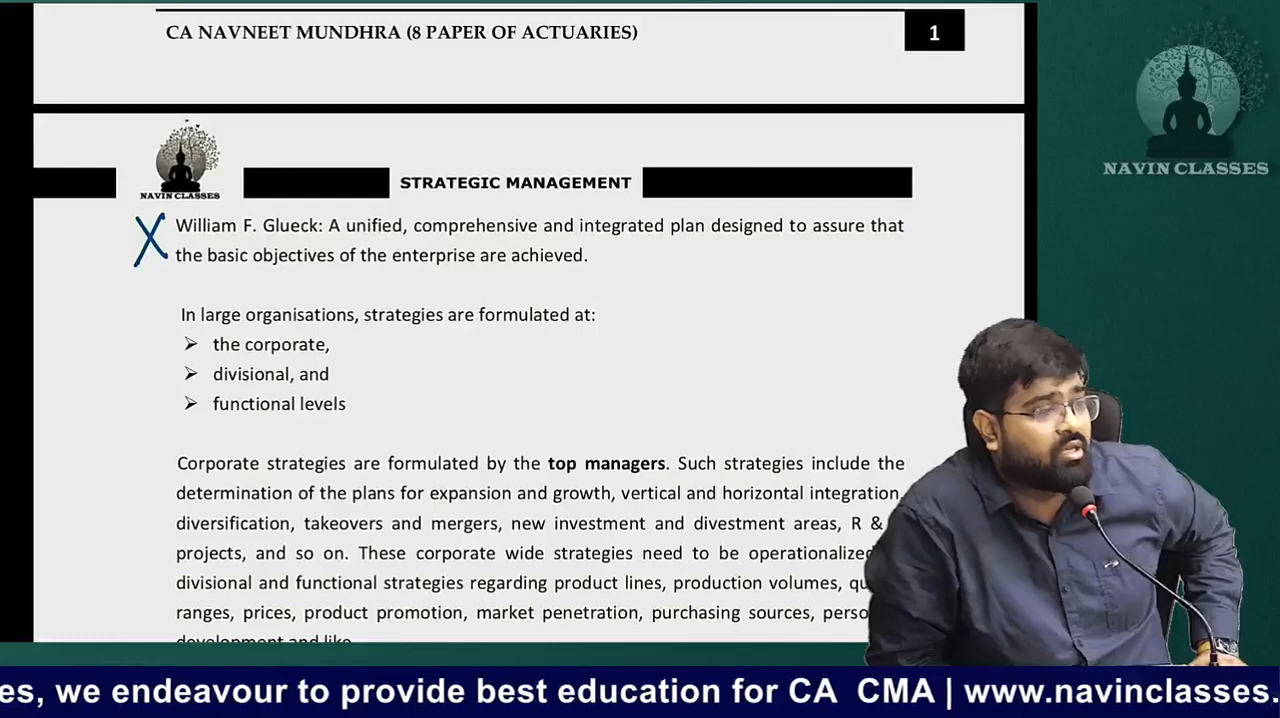 CA NAVNEET MUNDHRA (8 PAPER OF ACTUARIES)
1
NAVIN CLASSES
NAVIN CLASSES
STRATEGIC MANAGEMENT
William F. Glueck: A unified, comprehensive and integrated plan designed to assure that
the basic objectives of the enterprise are achieved.
In large organisations, strategies are formulated at:
➢ the corporate,
➢ divisional, and
➢ functional levels
Corporate strategies are formulated by the top managers. Such strategies include the
determination of the plans for expansion and growth, vertical and horizontal integration,
diversification, takeovers and mergers, new investment and divestment areas, R &
projects, and so on. These corporate wide strategies need to be operationalized
divisional and functional strategies regarding product lines, production volumes,
ranges, prices, product promotion, market penetration, purchasing sources,
development and like
es, we endeavour to provide best education for CA CMA | www.navinclasses.